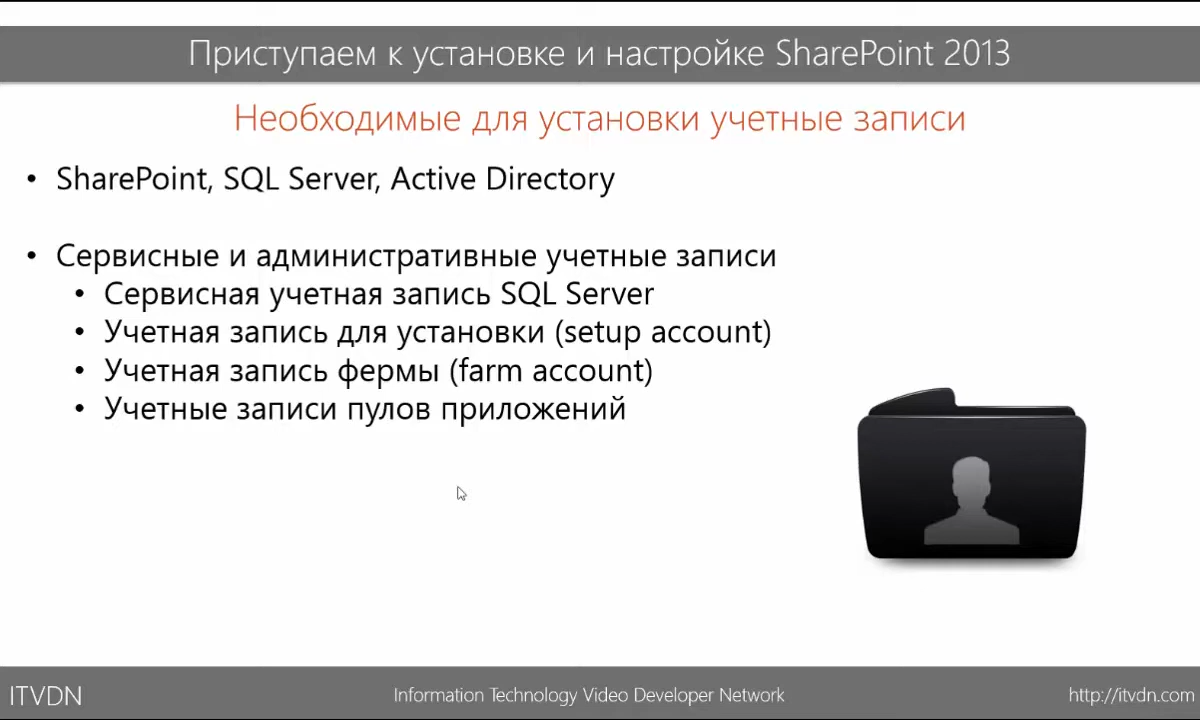 Приступаем к установке и настройке SharePoint 2013
Необходимые для установки учетные записи
• SharePoint, SQL Server, Active Directory
• Сервисные и административные учетные записи
• Сервисная учетная запись SQL Server
• Учетная запись для установки (setup account)
• Учетная запись фермы (farm account)
• Учетные записи пулов приложений
ITVDN
Information Technology Video Developer Network
http://itvdn.com